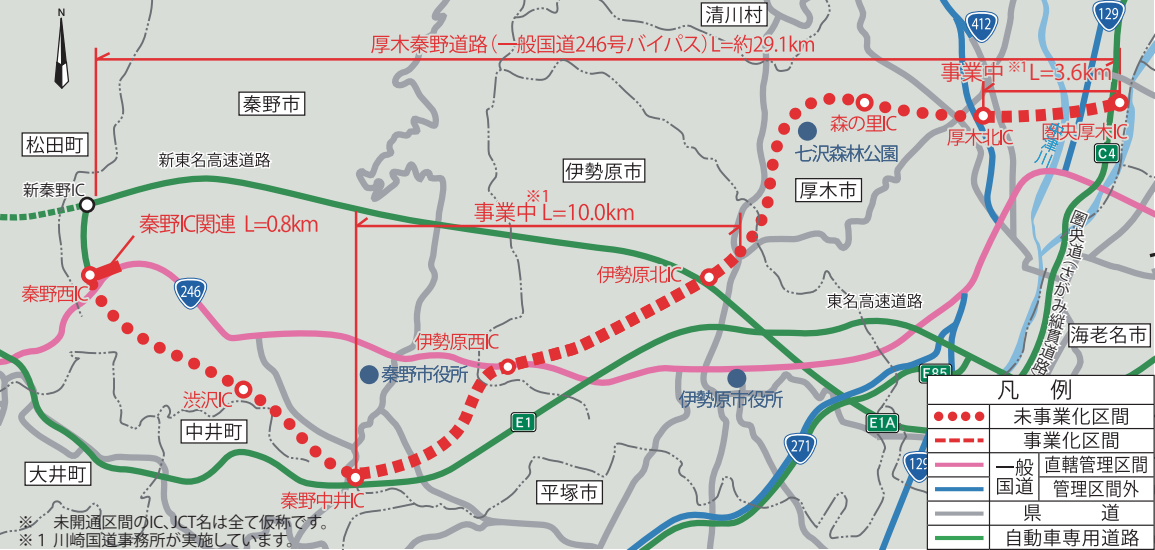 N
清川村
412
129
厚木秦野道路（一般国道246号バイパス）L=約29.1km
事業中※1 L=3.6km
秦野市
松田町
新東名高速道路
森の里IC
厚木北IC
圏央厚木IC
七沢森林公園
C4
新秦野IC
伊勢原市
厚木市
事業中※1 L=10.0km
秦野IC関連 L=0.8km
圏央道（さがみ縦貫道路）
伊勢原北IC
秦野西IC
246
東名高速道路
伊勢原西IC
海老名市
秦野市役所
E85
渋沢IC
伊勢原市役所
中井町
E1
E1A
271
129
大井町
平塚市
秦野中井IC
※　未開通区間のIC、JCT名は全て仮称です。
※１ 川崎国道事務所が実施しています。
凡　例
未事業化区間
事業化区間
一般国道
直轄管理区間
管理区間外
県　道
自動車専用道路